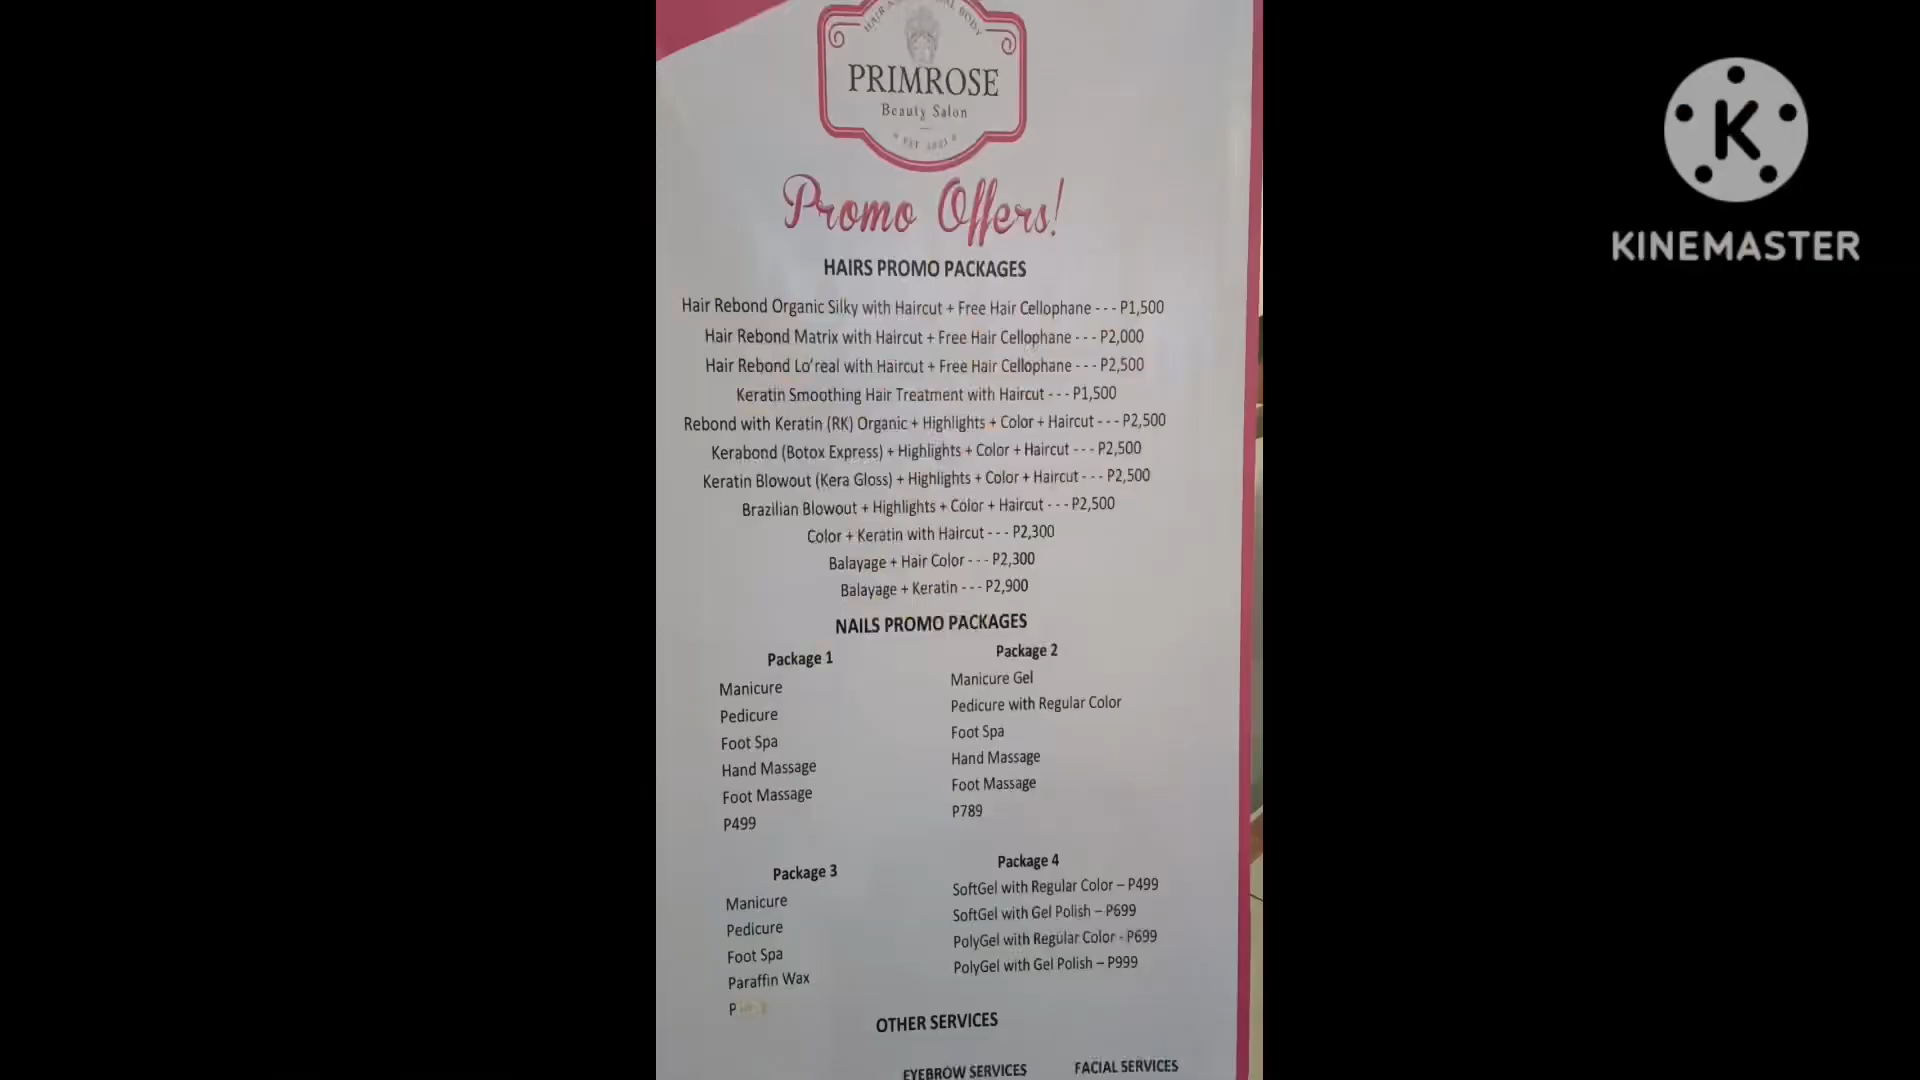 PRIMROSE
Beauty Salon
Promo Offers!
HAIRS PROMO PACKAGES
Hair Rebond Organic Silky with Haircut + Free Hair Cellophane - - - P1,500
Hair Rebond Matrix with Haircut + Free Hair Cellophane - - - P2,000
Hair Rebond Lo'real with Haircut + Free Hair Cellophane - - - P2,500
Keratin Smoothing Hair Treatment with Haircut - - - P1,500
Rebond with Keratin (RK) Organic + Highlights + Color + Haircut - - - P2,500
Kerabond (Botox Express) + Highlights + Color + Haircut - - - P2,500
Keratin Blowout (Kera Gloss) + Highlights + Color + Haircut - - - P2,500
Brazilian Blowout + Highlights + Color + Haircut - - - P2,500
Color + Keratin with Haircut - - - P2,300
Balayage + Hair Color - - - P2,300
Balayage + Keratin - - - P2,900
NAILS PROMO PACKAGES
Package 1
Manicure
Pedicure
Foot Spa
Hand Massage
Foot Massage
P499
Package 2
Manicure Gel
Pedicure with Regular Color
Foot Spa
Hand Massage
Foot Massage
P789
Package 3
Manicure
Pedicure
Foot Spa
Paraffin Wax
P
Package 4
SoftGel with Regular Color – P499
SoftGel with Gel Polish – P699
PolyGel with Regular Color - P699
PolyGel with Gel Polish – P999
OTHER SERVICES
EYEBROW SERVICES
FACIAL SERVICES
K
KINEMASTER